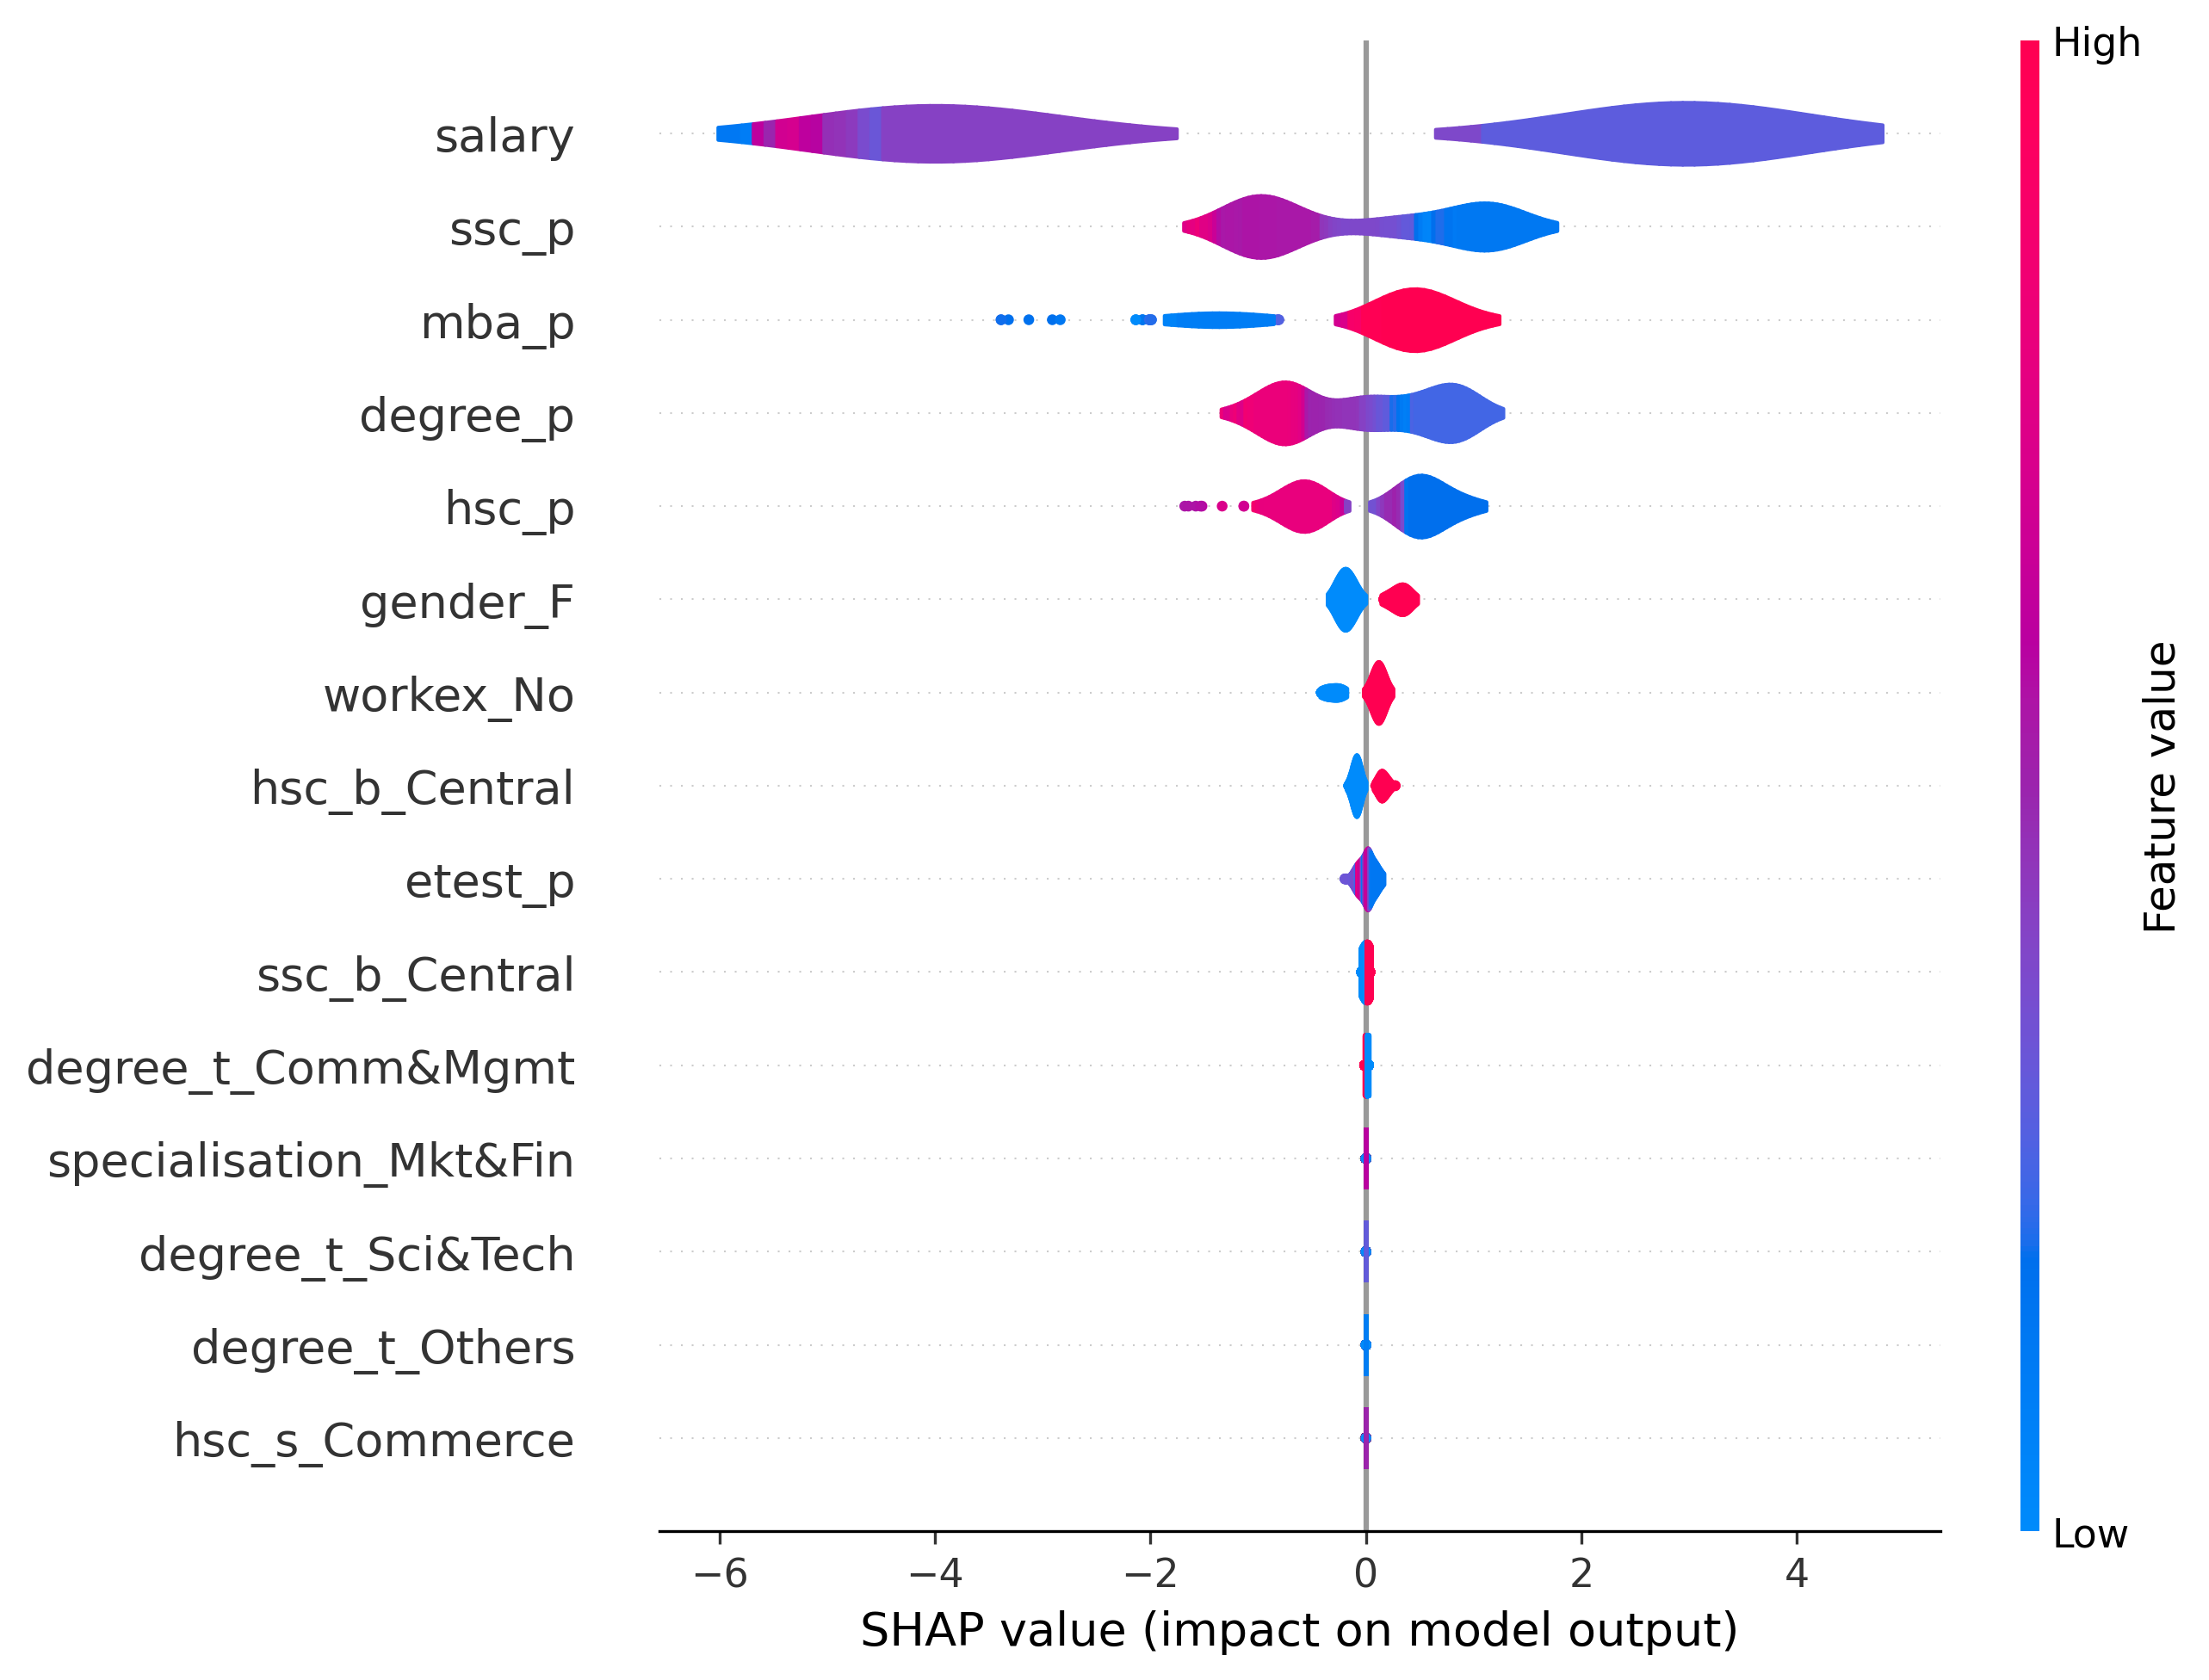 High
salary
ssc_p
mba_p
degree_p
hsc_p
gender_F
workex_No
hsc_b_Central
etest_p
ssc_b_Central
degree_t_Comm&Mgmt
specialisation_Mkt&Fin
degree_t_Sci&Tech
degree_t_Others
hsc_s_Commerce
Feature value
Low
−6 −4 −2 0 2 4
SHAP value (impact on model output)